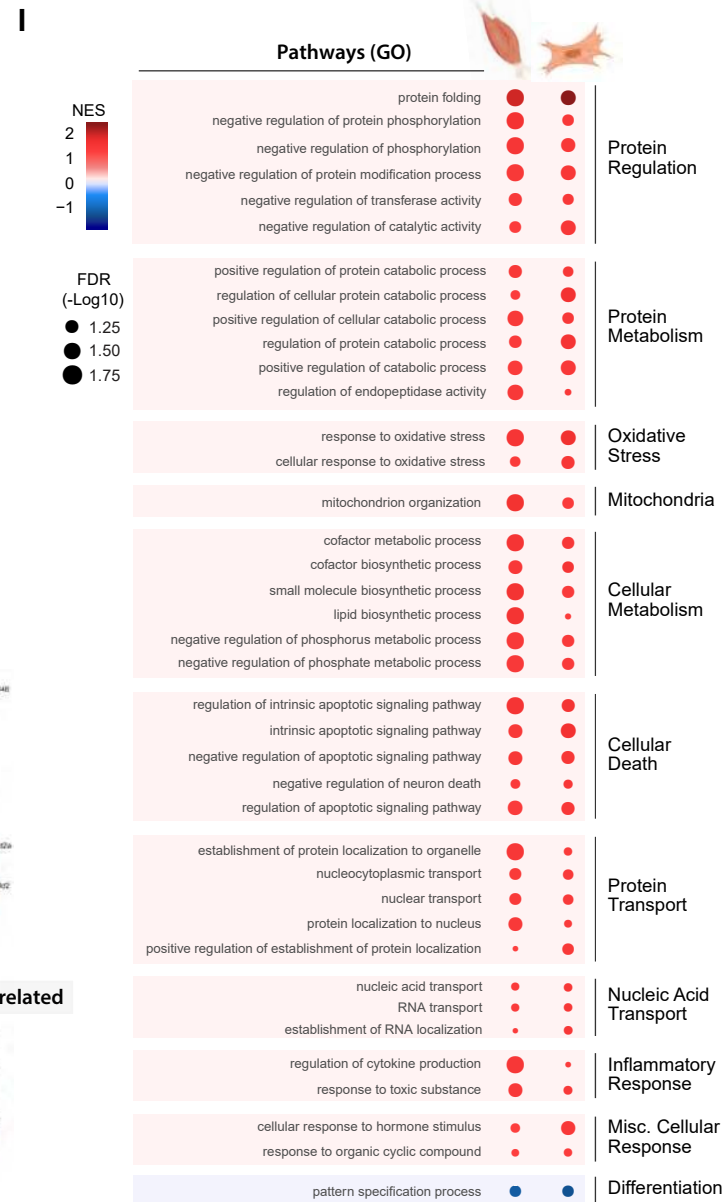 I
Pathways (GO)
NES
2
1
0
−1
FDR
(-Log10)
1.25
1.50
1.75
protein folding
negative regulation of protein phosphorylation
negative regulation of phosphorylation
negative regulation of protein modification process
negative regulation of transferase activity
negative regulation of catalytic activity
Protein
Regulation
positive regulation of protein catabolic process
regulation of cellular protein catabolic process
positive regulation of cellular catabolic process
regulation of protein catabolic process
positive regulation of catabolic process
regulation of endopeptidase activity
Protein
Metabolism
response to oxidative stress
cellular response to oxidative stress
Oxidative
Stress
mitochondrion organization
Mitochondria
cofactor metabolic process
cofactor biosynthetic process
small molecule biosynthetic process
lipid biosynthetic process
negative regulation of phosphorus metabolic process
negative regulation of phosphate metabolic process
Cellular
Metabolism
regulation of intrinsic apoptotic signaling pathway
intrinsic apoptotic signaling pathway
negative regulation of apoptotic signaling pathway
negative regulation of neuron death
regulation of apoptotic signaling pathway
Cellular
Death
establishment of protein localization to organelle
nucleocytoplasmic transport
nuclear transport
protein localization to nucleus
positive regulation of establishment of protein localization
Protein
Transport
related
nucleic acid transport
RNA transport
establishment of RNA localization
Nucleic Acid
Transport
regulation of cytokine production
response to toxic substance
Inflammatory
Response
cellular response to hormone stimulus
response to organic cyclic compound
Misc. Cellular
Response
pattern specification process
Differentiation